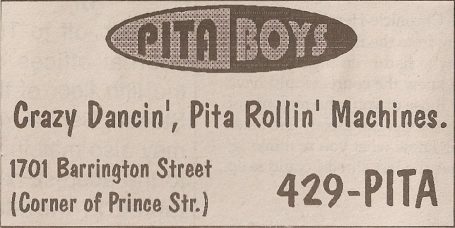 PITA BOYS
Crazy Dancin', Pita Rollin' Machines.
1701 Barrington Street
(Corner of Prince Str.)
429-PITA